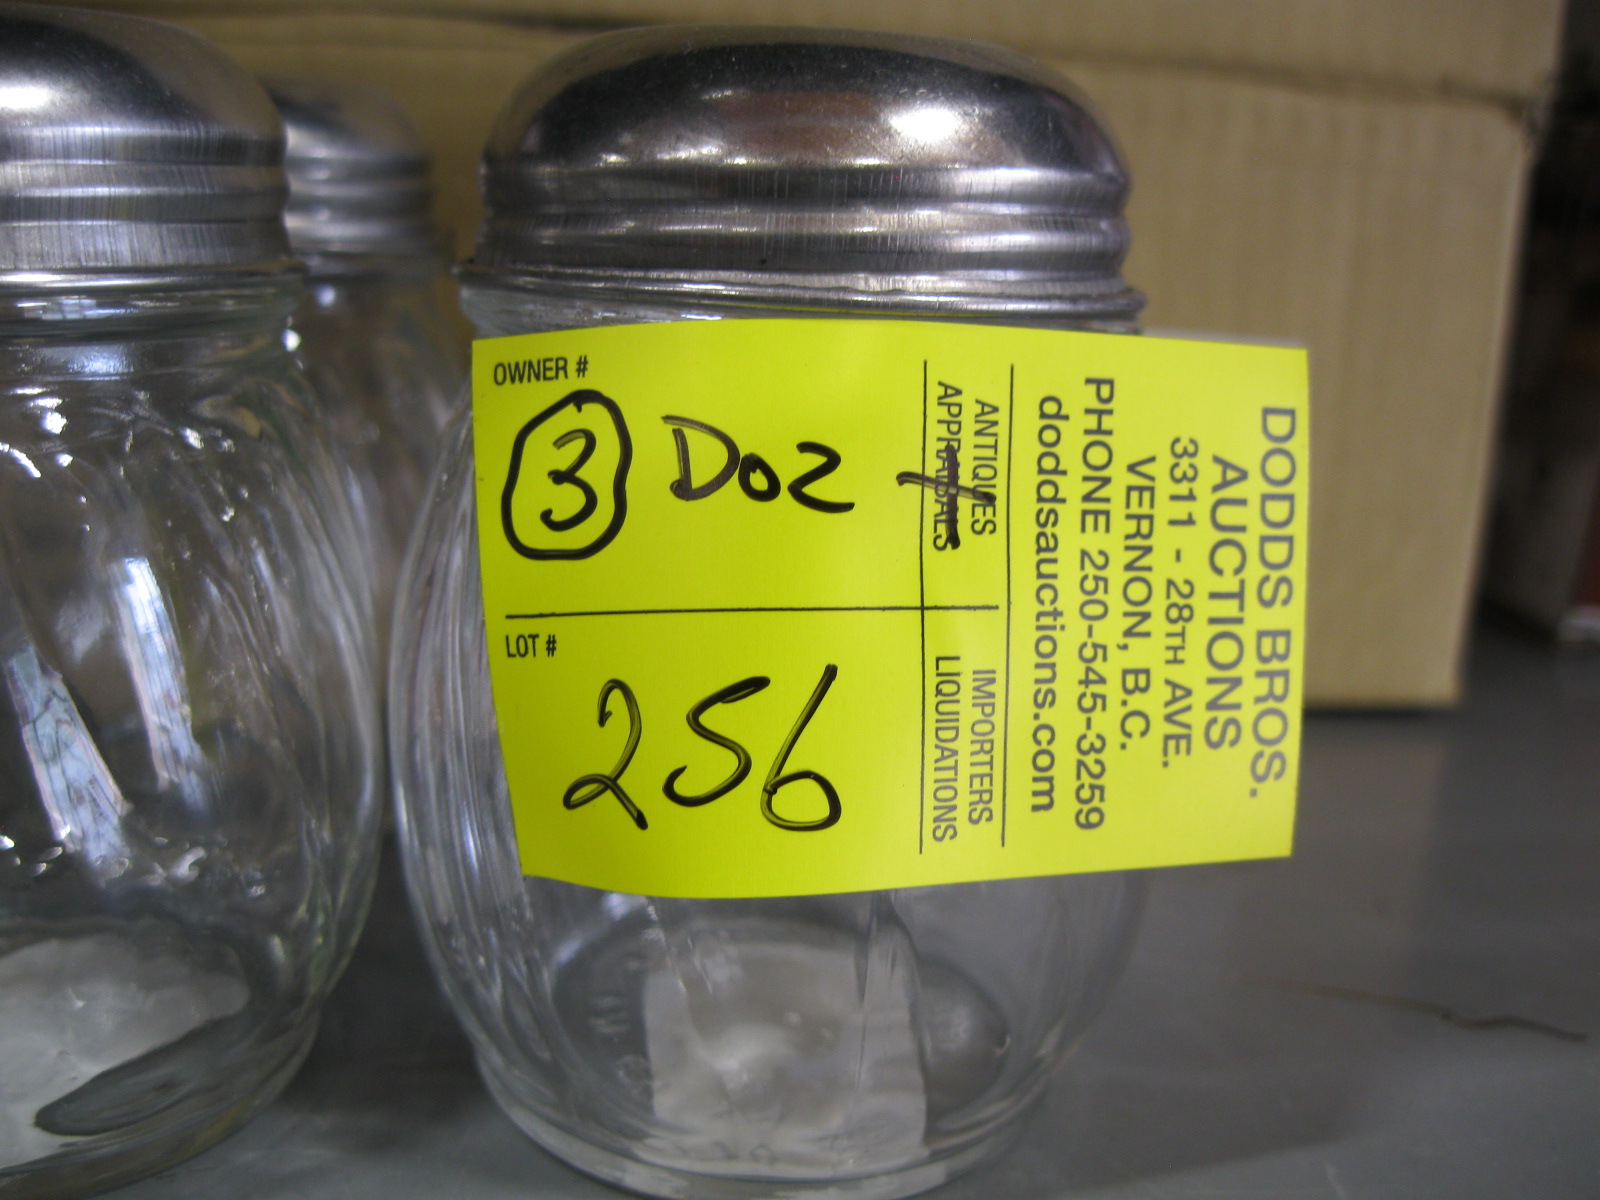 OWNER #
3 Doz +
LOT #
256
DODDS BROS.
AUCTIONS
3311 - 28TH AVE.
VERNON, B.C.
PHONE 250-545-3259
doddsauctions.com
ANTIQUES IMPORTERS
APPRAISALS LIQUIDATIONS